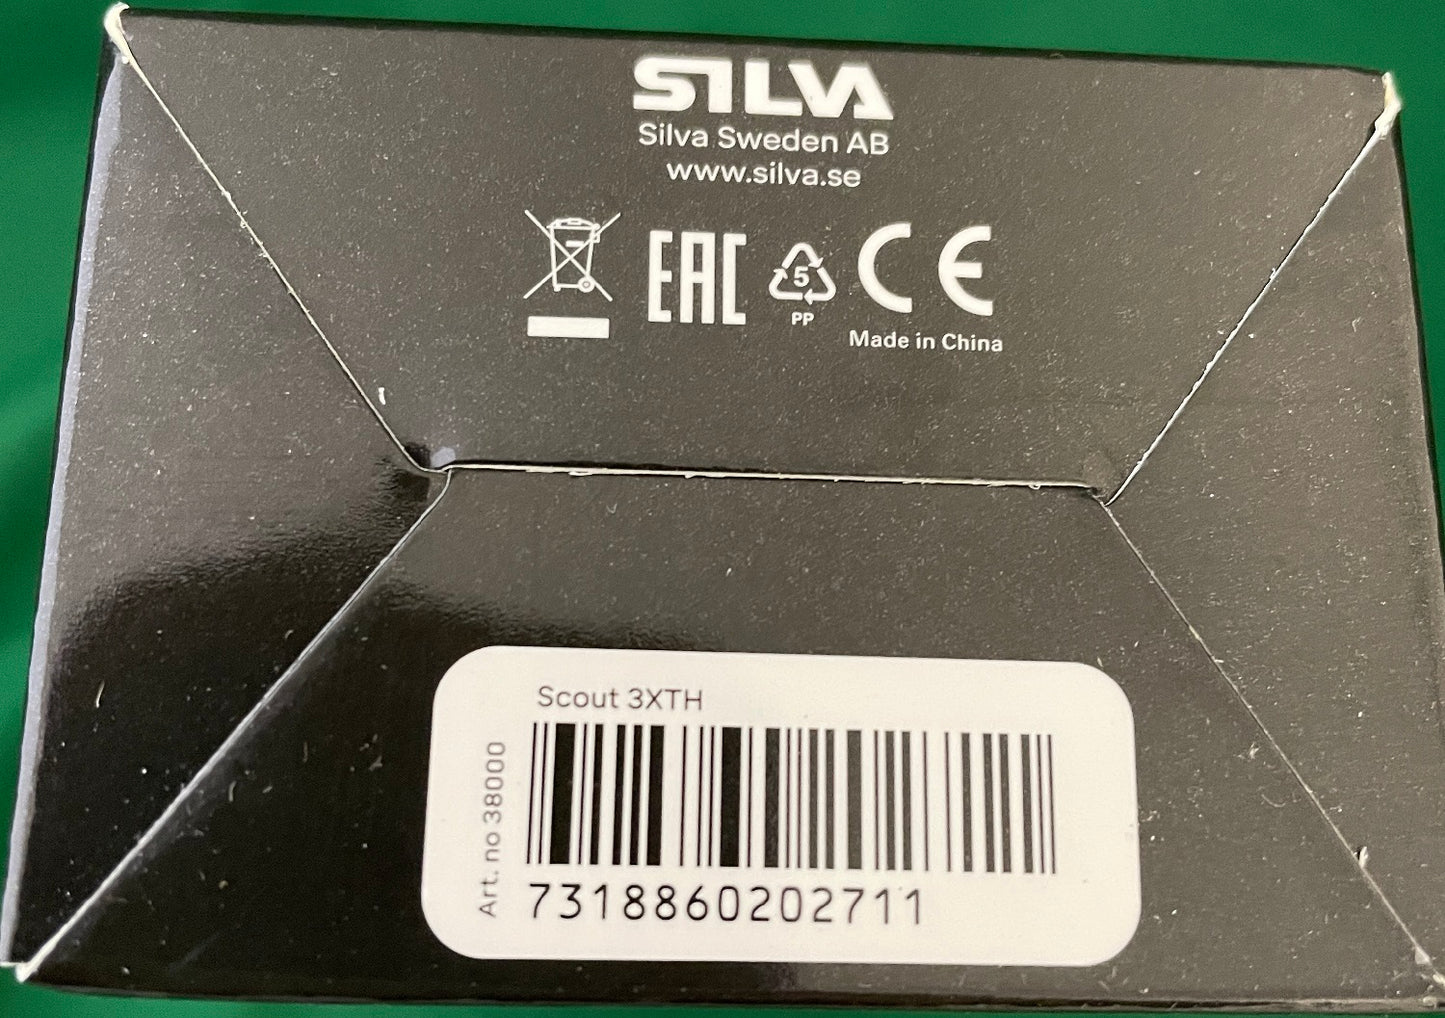 SILVA
Silva Sweden AB
www.silva.se
EAC 5 CE
PP
Made in China
Scout 3XTH
Art. no 38000
7318860202711